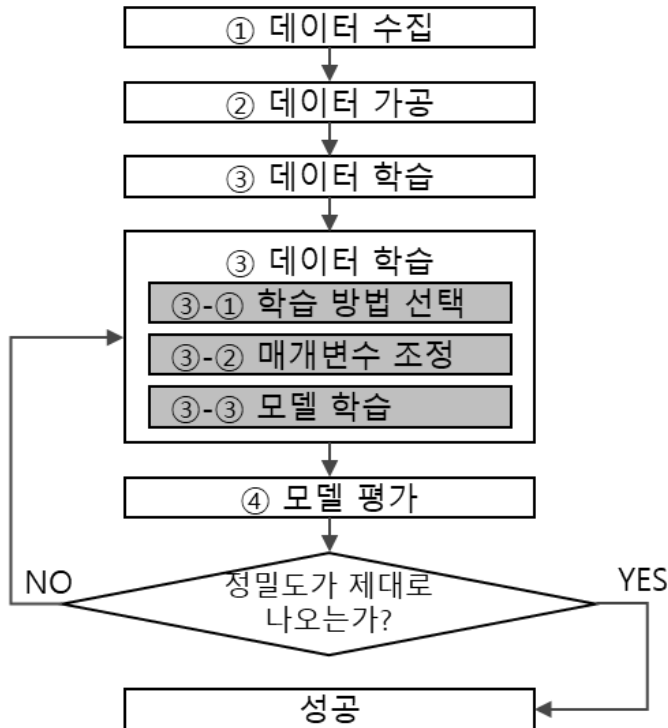 ① 데이터 수집
② 데이터 가공
③ 데이터 학습
③ 데이터 학습
③-① 학습 방법 선택
③-② 매개변수 조정
③-③ 모델 학습
④ 모델 평가
NO
정밀도가 제대로
나오는가?
YES
성공